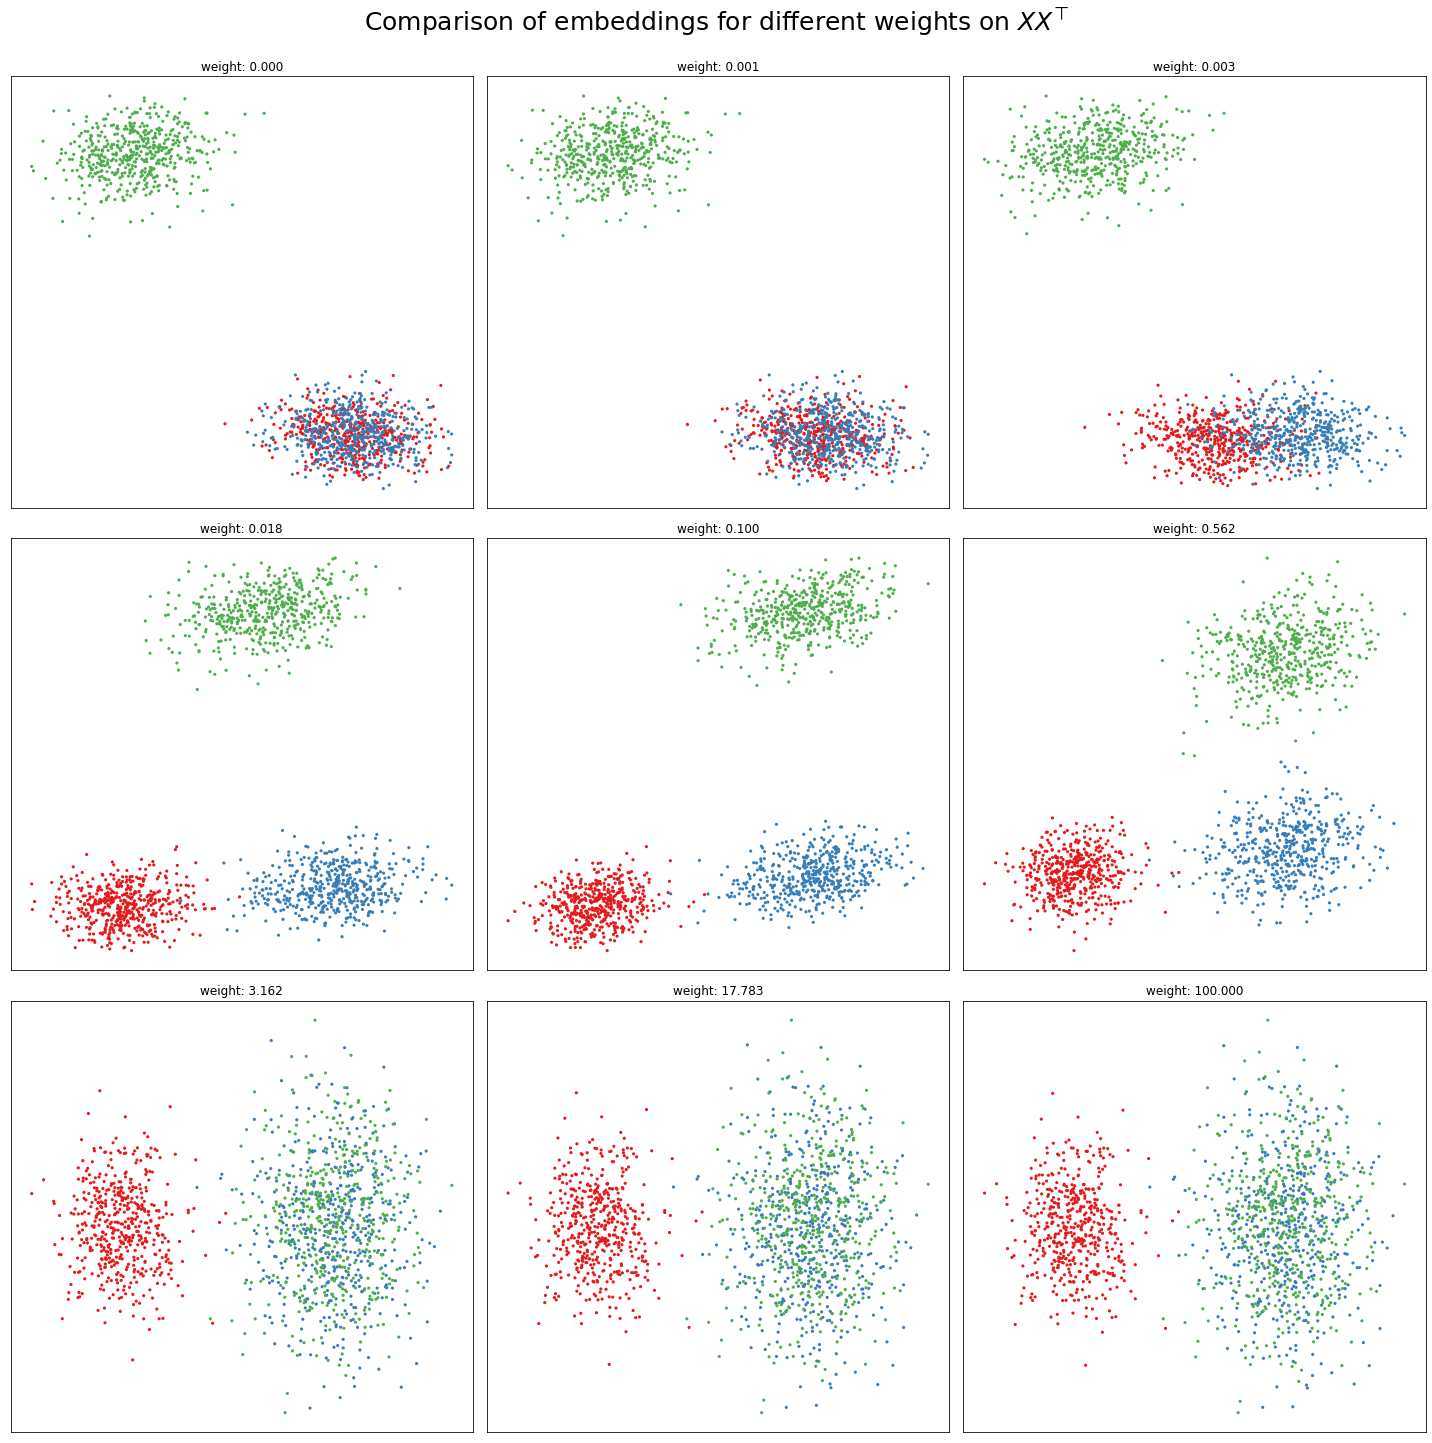 Comparison of embeddings for different weights on XX⊤
weight: 0.000
weight: 0.001
weight: 0.003
weight: 0.018
weight: 0.100
weight: 0.562
weight: 3.162
weight: 17.783
weight: 100.000